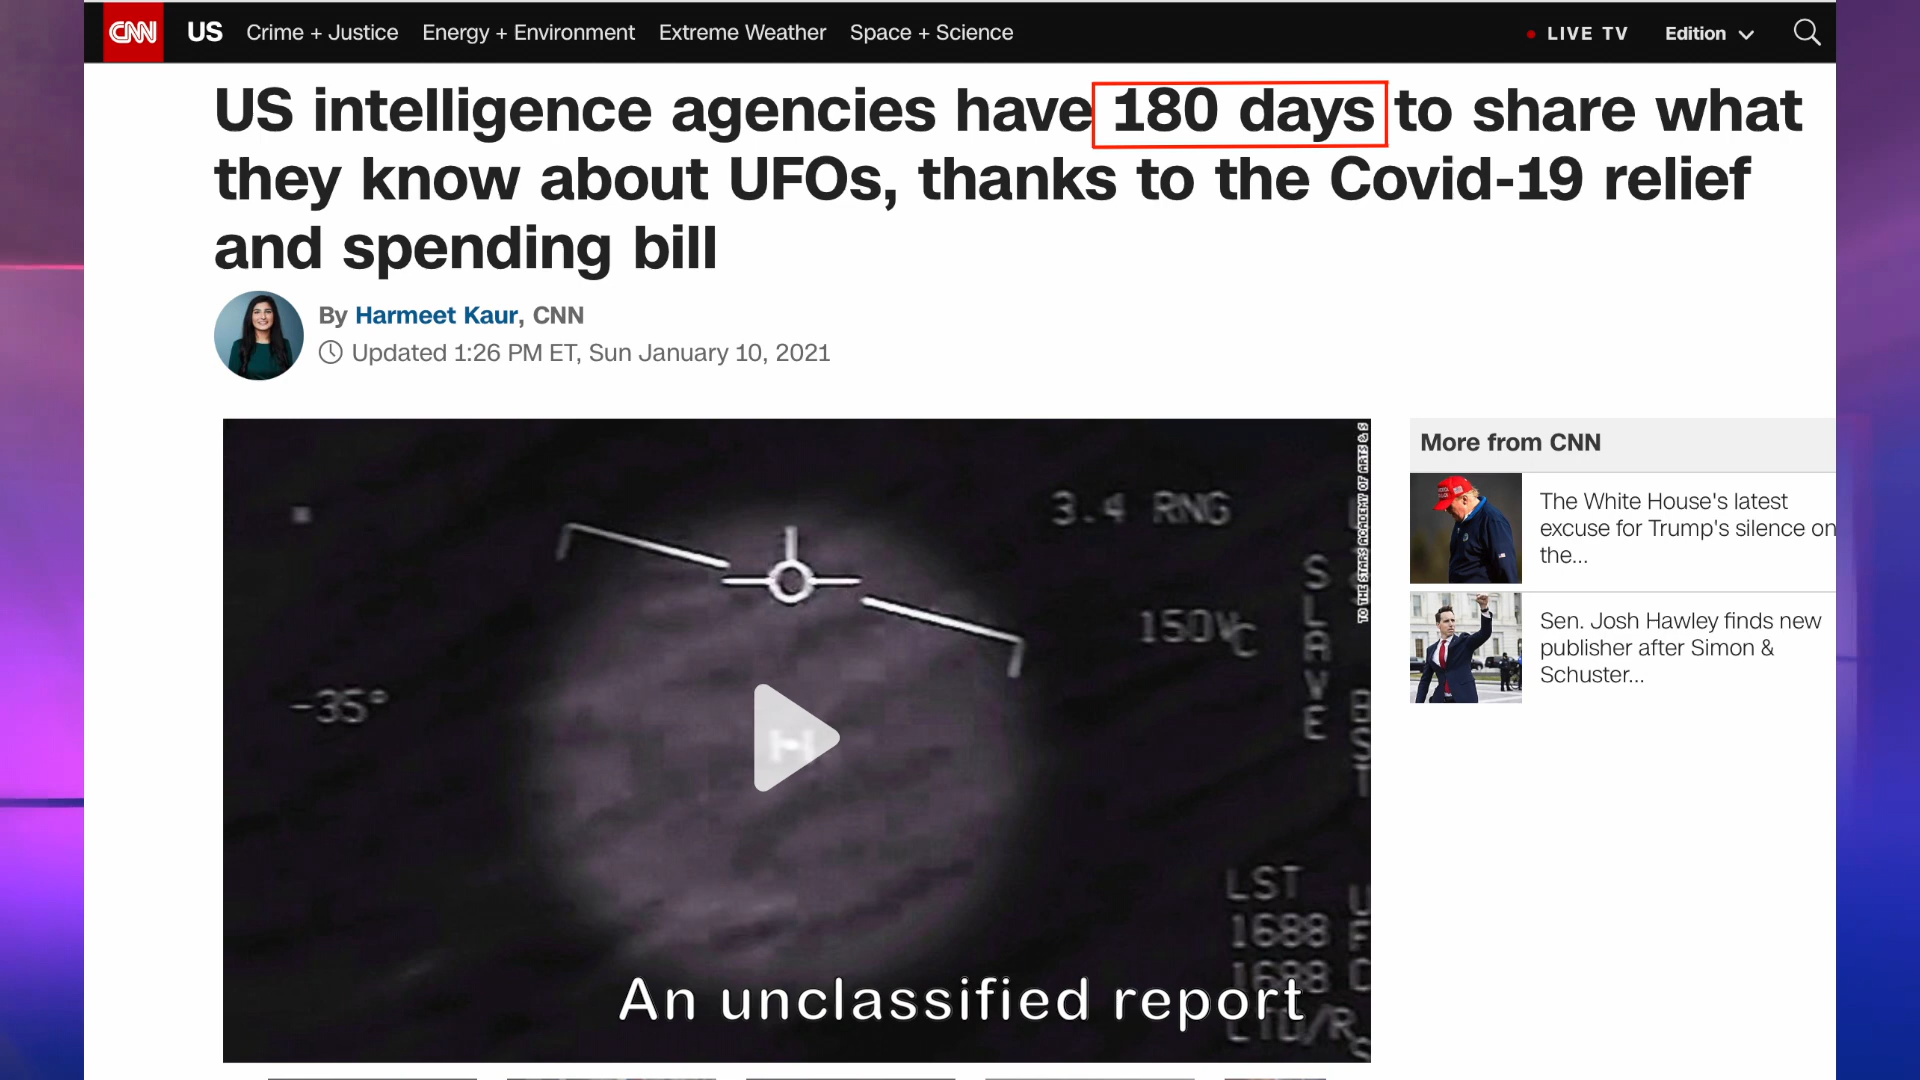 CNN US Crime + Justice Energy + Environment Extreme Weather Space + Science LIVE TV Edition
US intelligence agencies have 180 days to share what
they know about UFOs, thanks to the Covid-19 relief
and spending bill
By Harmeet Kaur, CNN
Updated 1:26 PM ET, Sun January 10, 2021
TO THE STARS ACADEMY OF ARTS & S
3.4 RNG
SLAVE
150
-35°
LST
1688
1688
LTD/R
An unclassified report
More from CNN
The White House's latest
excuse for Trump's silence on
the...
Sen. Josh Hawley finds new
publisher after Simon &
Schuster...